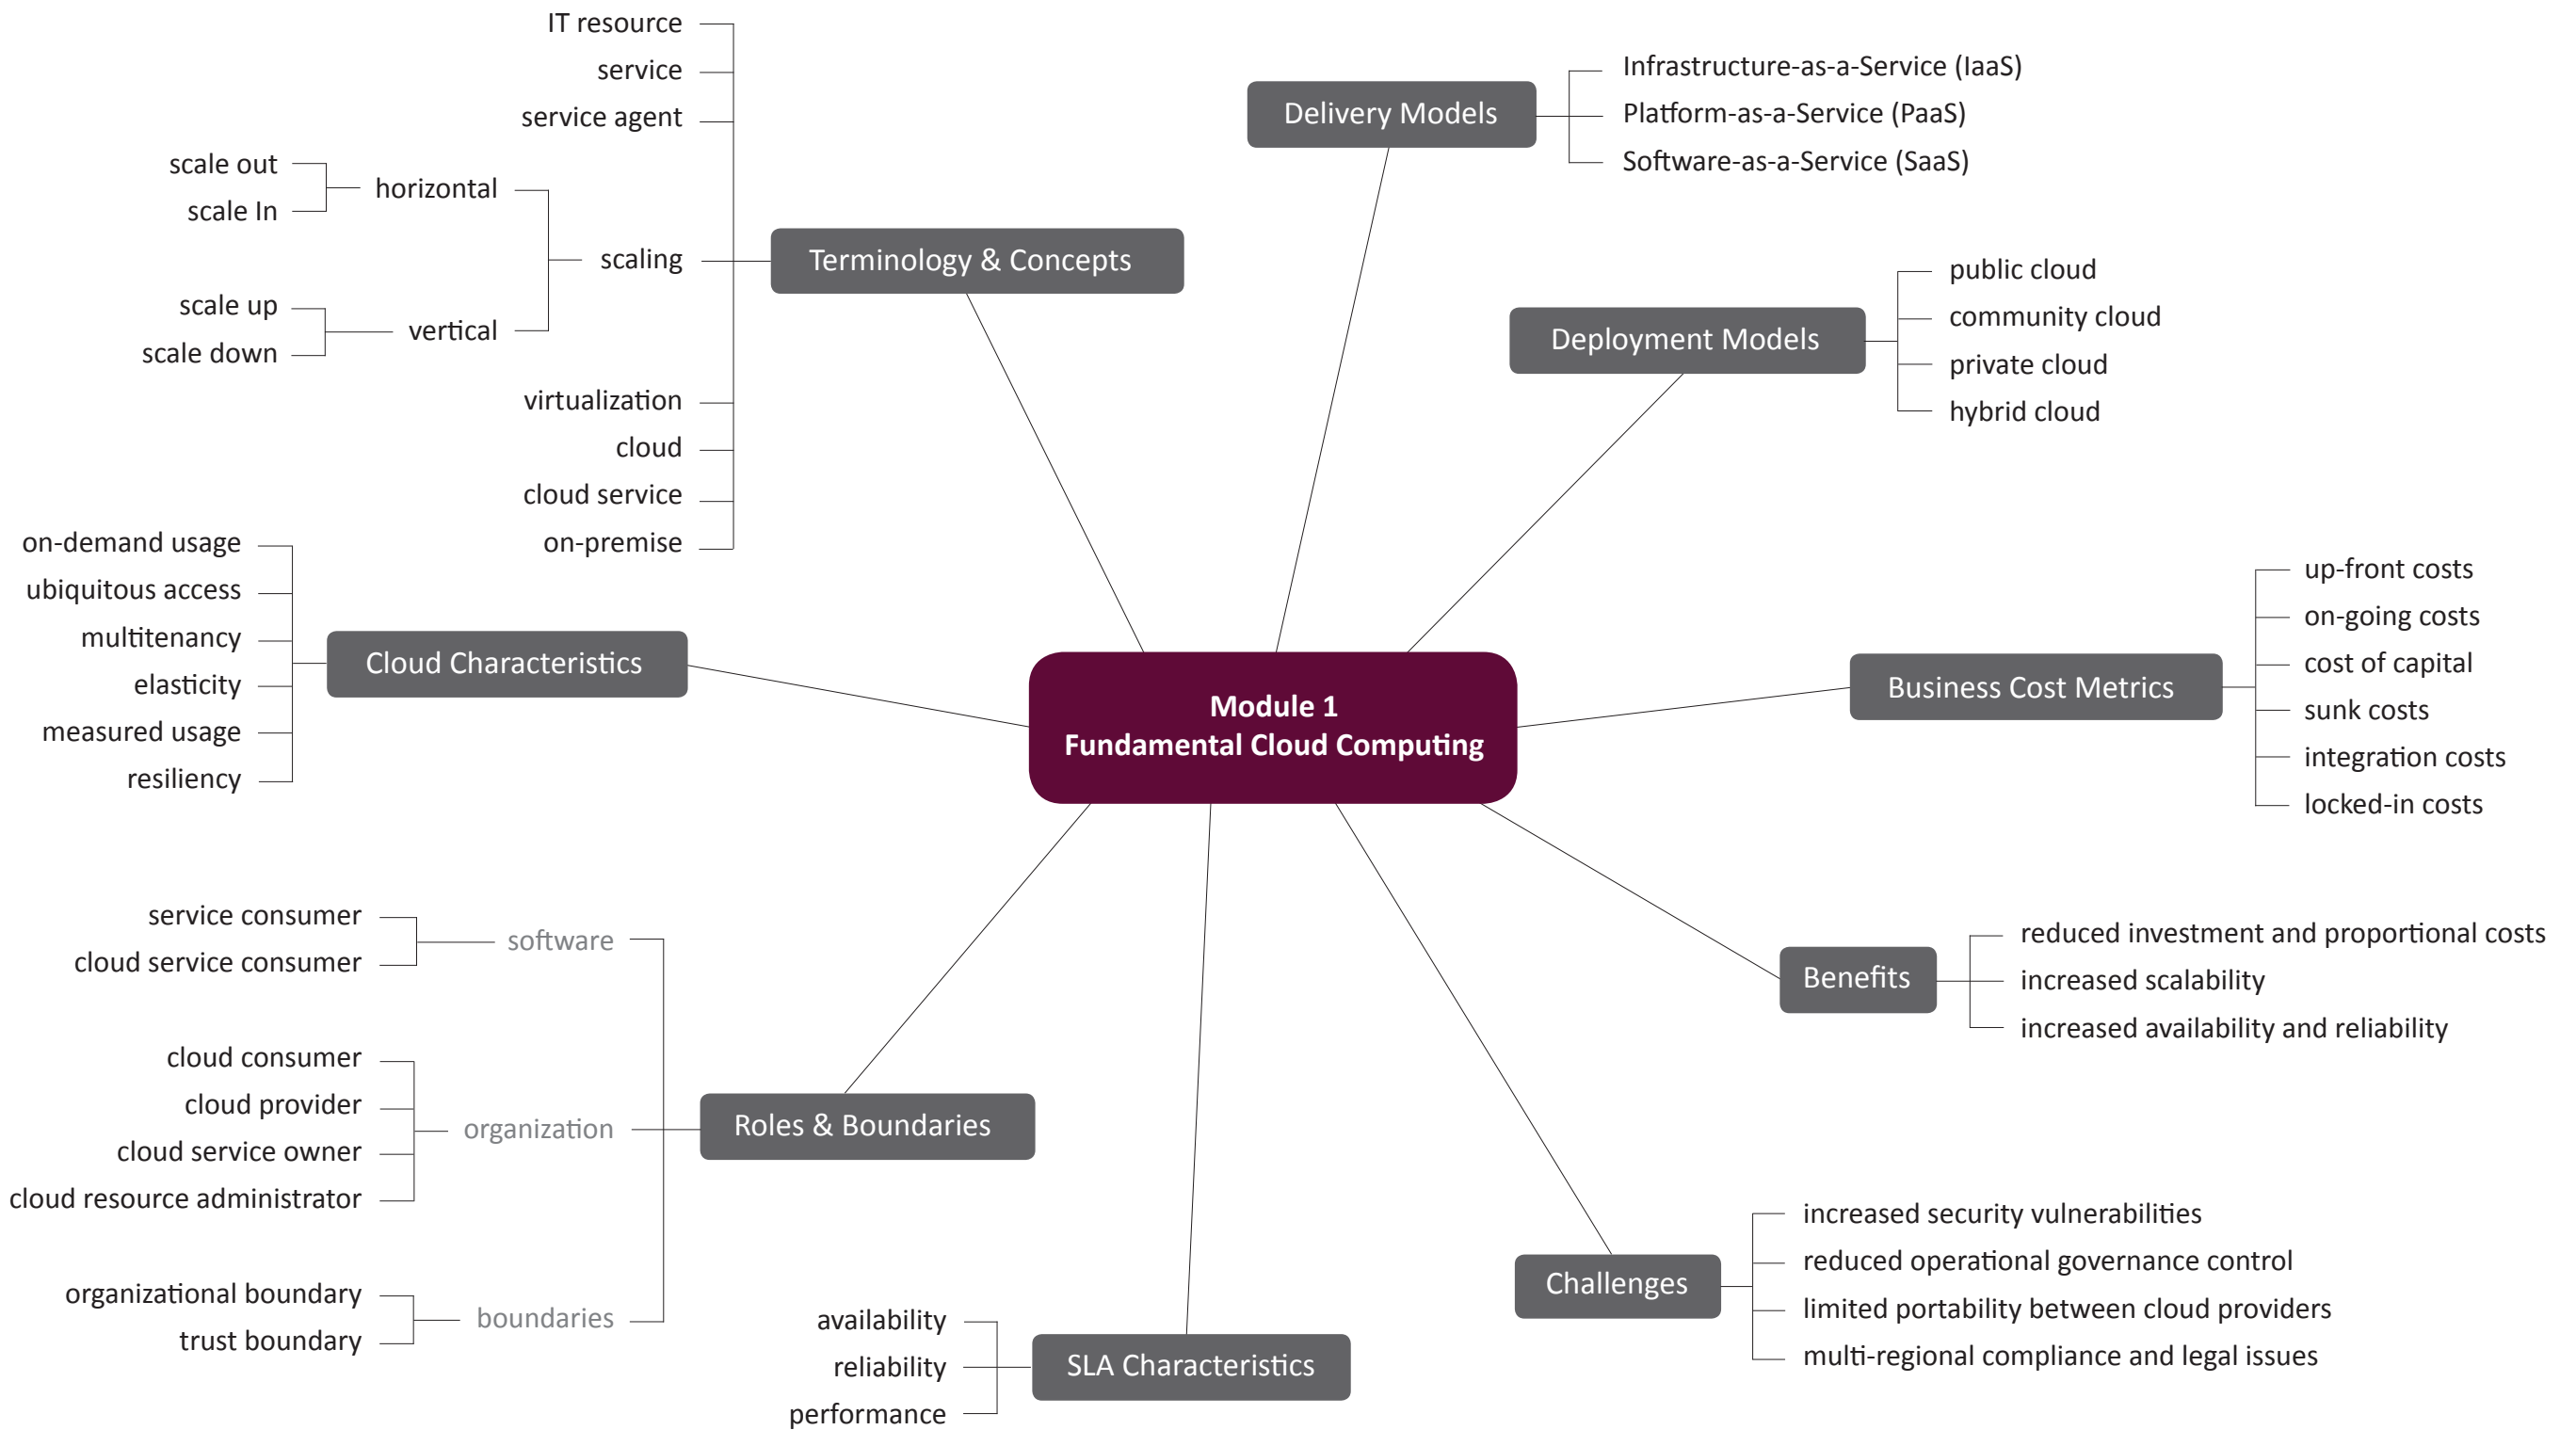 IT resource
service
service agent
scale out
scale In
horizontal
scale up
scale down
vertical
scaling
virtualization
cloud
cloud service
on-premise
Terminology & Concepts
Delivery Models
Infrastructure-as-a-Service (IaaS)
Platform-as-a-Service (PaaS)
Software-as-a-Service (SaaS)
Deployment Models
public cloud
community cloud
private cloud
hybrid cloud
on-demand usage
ubiquitous access
multitenancy
elasticity
measured usage
resiliency
Cloud Characteristics
Module 1
Fundamental Cloud Computing
Business Cost Metrics
up-front costs
on-going costs
cost of capital
sunk costs
integration costs
locked-in costs
service consumer
cloud service consumer
software
cloud consumer
cloud provider
cloud service owner
cloud resource administrator
organization
organizational boundary
trust boundary
boundaries
Roles & Boundaries
Benefits
reduced investment and proportional costs
increased scalability
increased availability and reliability
availability
reliability
performance
SLA Characteristics
Challenges
increased security vulnerabilities
reduced operational governance control
limited portability between cloud providers
multi-regional compliance and legal issues